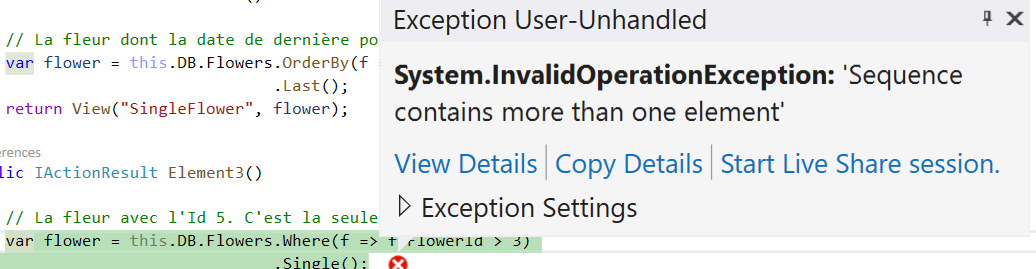 // La fleur dont la date de dernière po
var flower = this.DB.Flowers.OrderBy(f =
.Last();
return View("SingleFlower", flower);
erences
lic IActionResult Element3()
// La fleur avec l'Id 5. C'est la seule
var flower = this.DB.Flowers.Where(f => f FlowerId > 3)
.Single();
Exception User-Unhandled
System.InvalidOperationException: 'Sequence
contains more than one element'
View Details | Copy Details | Start Live Share session.
Exception Settings